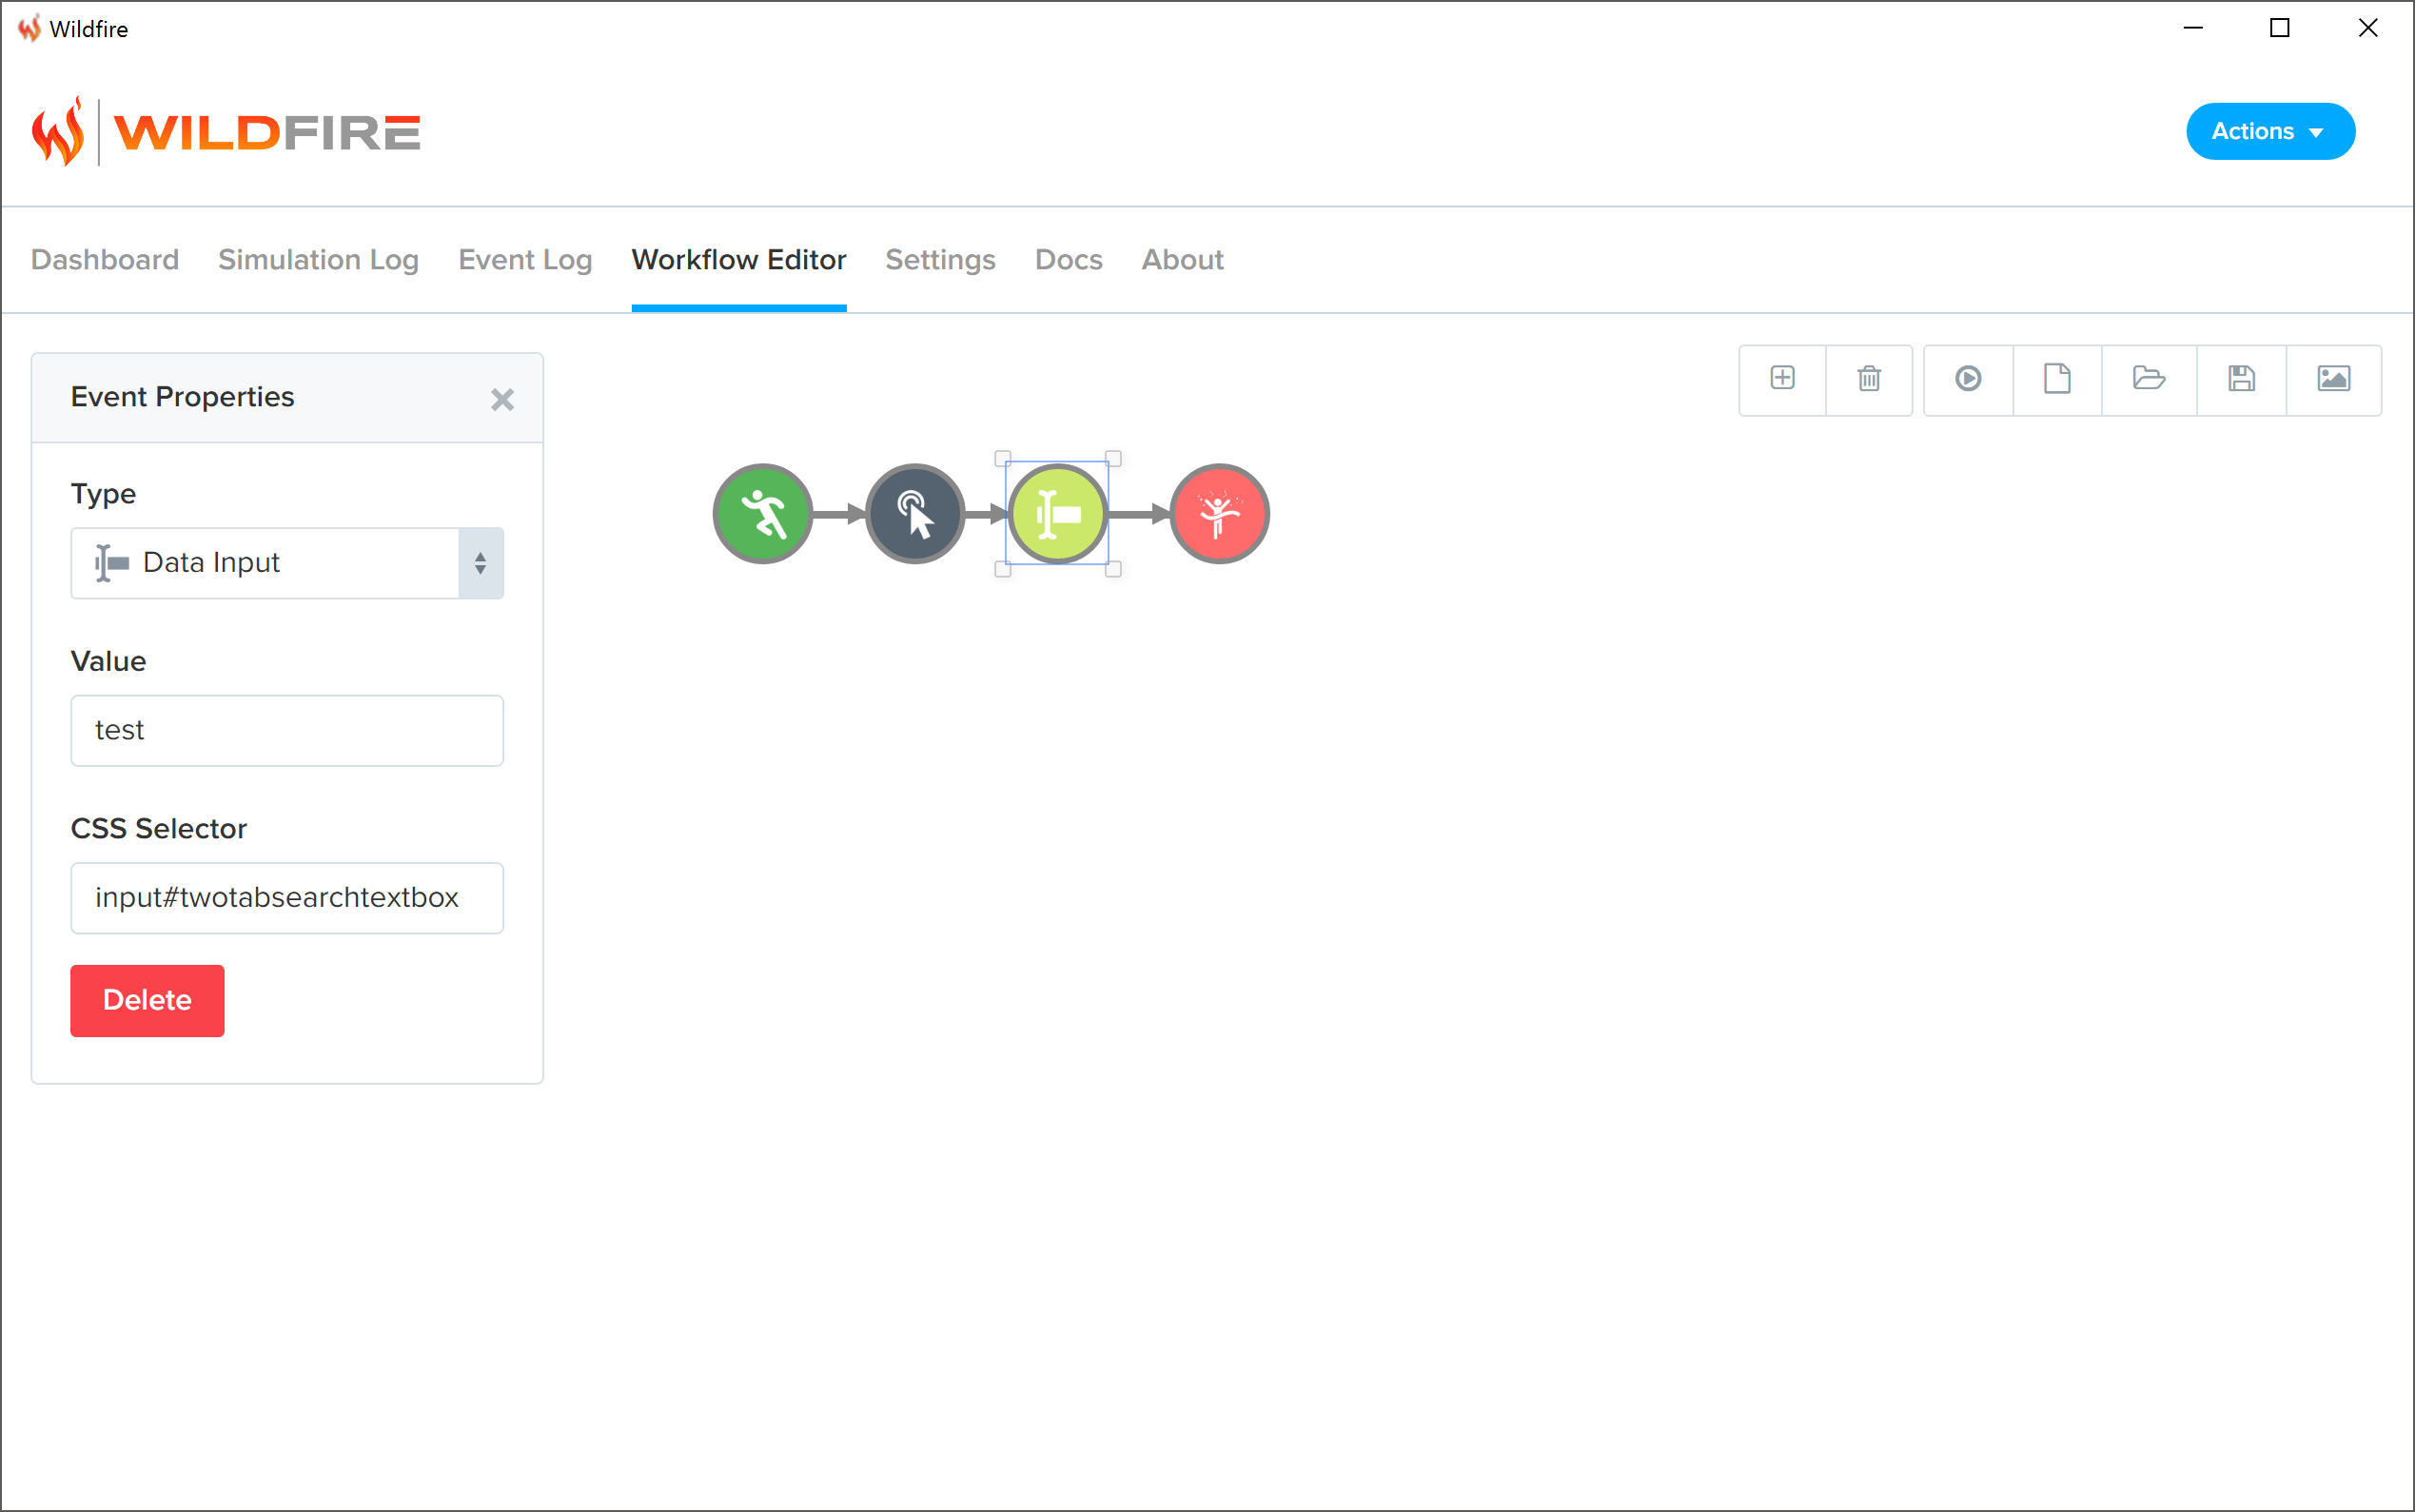 Wildfire
WILDFIRE
Actions
Dashboard Simulation Log Event Log Workflow Editor Settings Docs About
Event Properties
Type
Data Input
Value
test
CSS Selector
input#twotabsearchtextbox
Delete